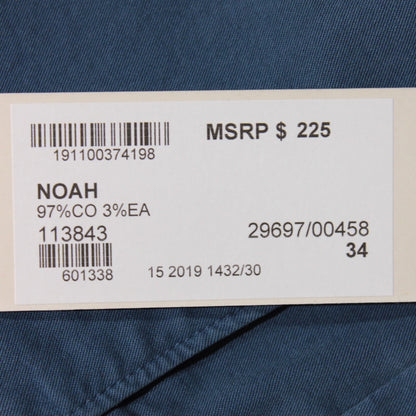 MSRP $ 225
191100374198
NOAH
97%CO 3%EA
113843 29697/00458
34
601338 15 2019 1432/30